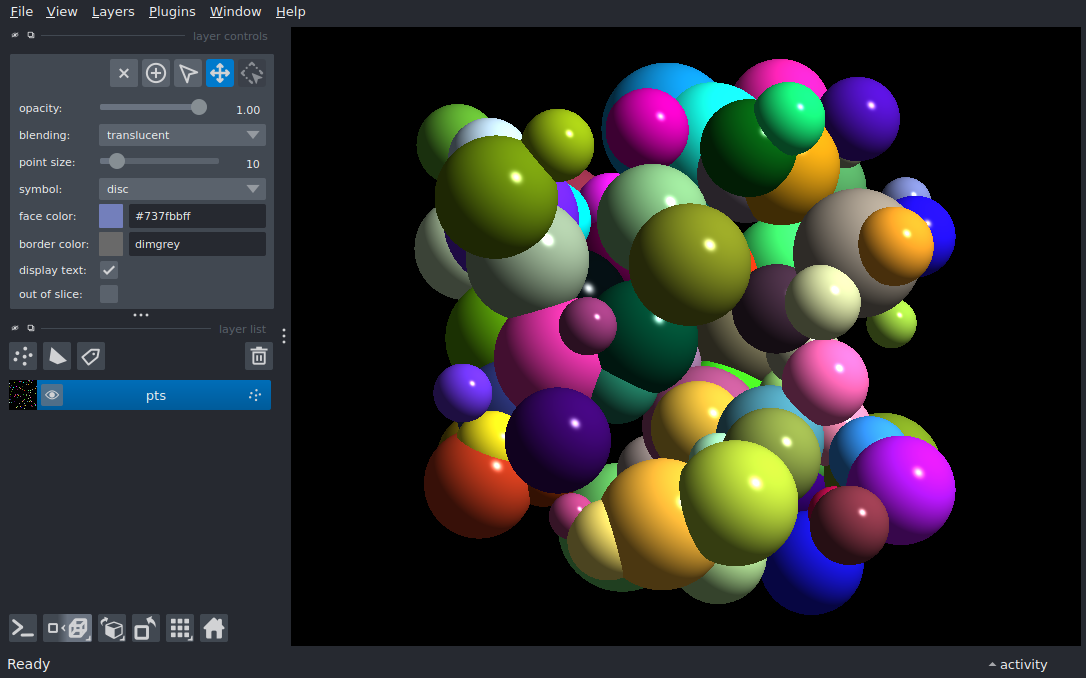 File View Layers Plugins Window Help
layer controls
opacity: 1.00
blending: translucent
point size: 10
symbol: disc
face color: #737fbbff
border color: dimgrey
display text:
out of slice:
layer list
pts
Ready
activity